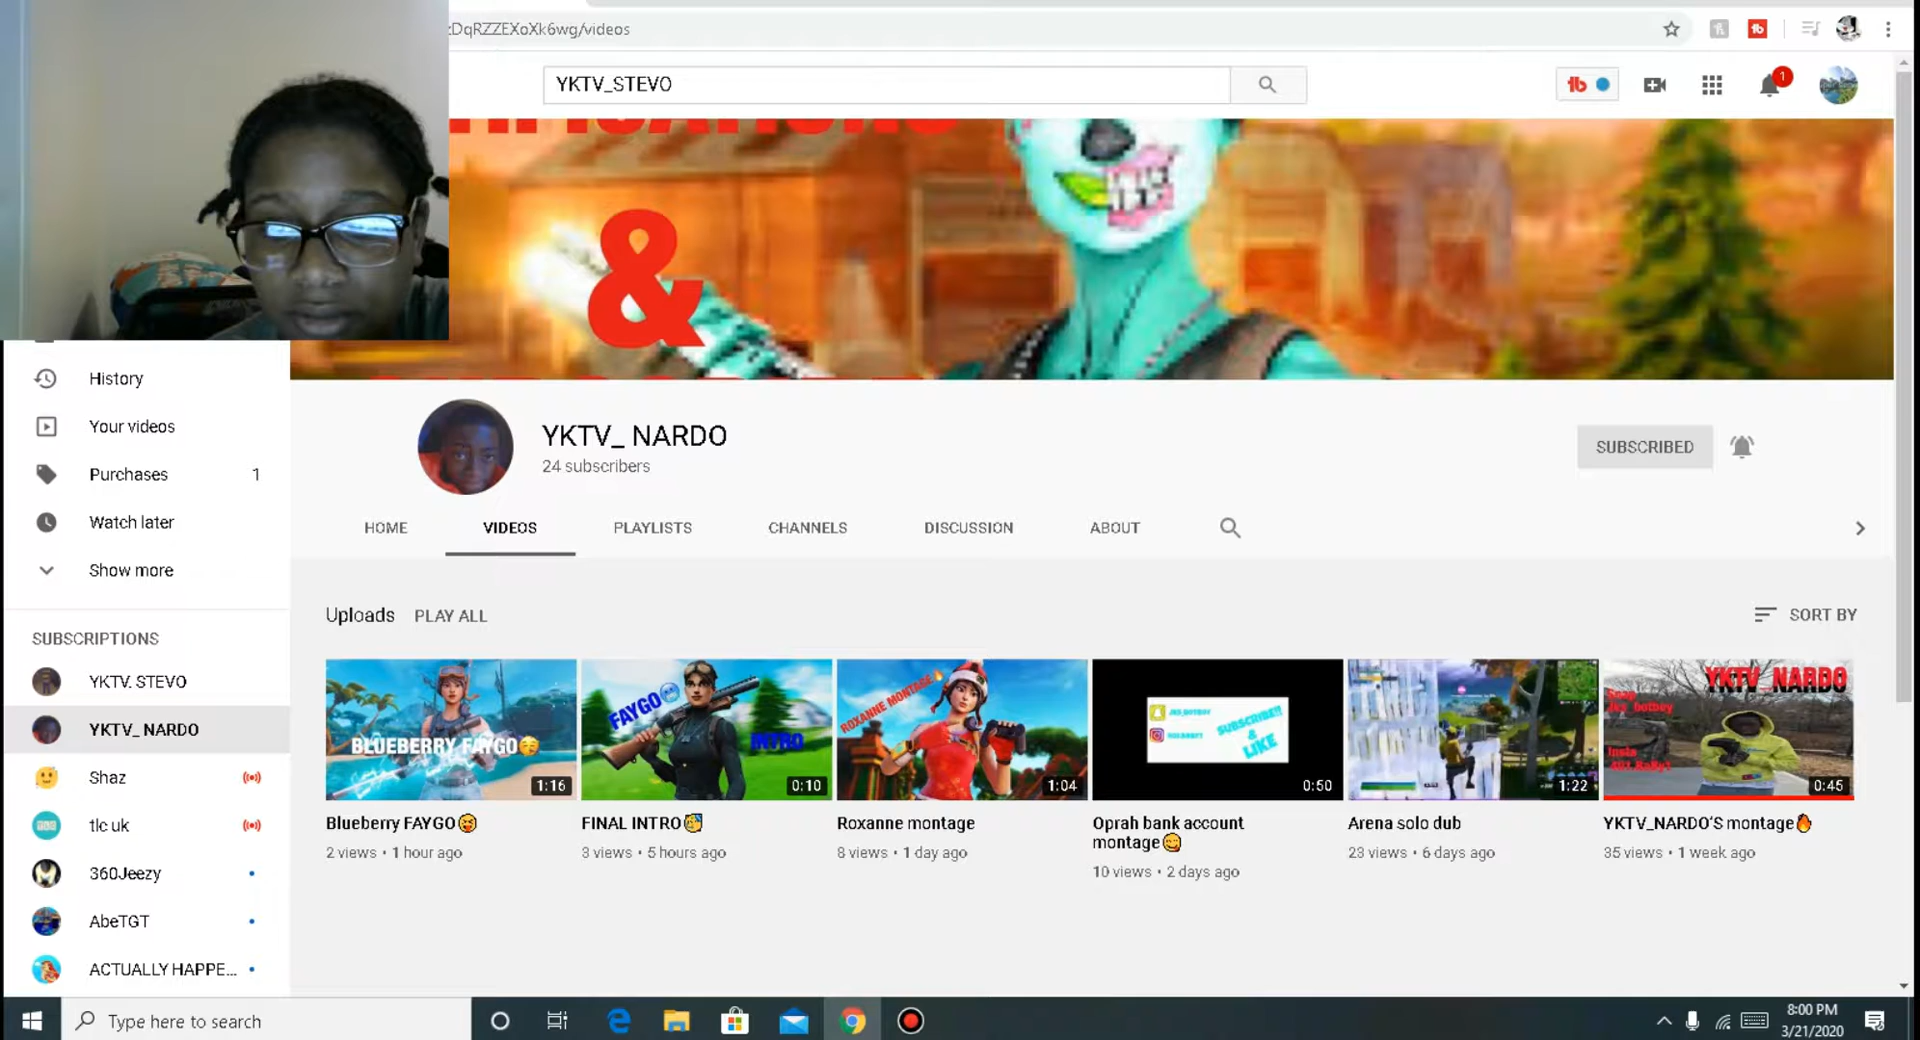 zDqRZZEXoXk6wg/videos
YKTV_STEVO
1
&
History
Your videos
Purchases 1
Watch later
Show more
SUBSCRIPTIONS
YKTV. STEVO
YKTV_ NARDO
Shaz
tlc uk
360Jeezy
AbeTGT
ACTUALLY HAPPE...
YKTV_ NARDO
24 subscribers
SUBSCRIBED
HOME VIDEOS PLAYLISTS CHANNELS DISCUSSION ABOUT
Uploads PLAY ALL SORT BY
BLUEBERRY FAYGO😌
1:16
Blueberry FAYGO😝
2 views • 1 hour ago
FAYGO
INTRO
0:10
FINAL INTRO🥳
3 views • 5 hours ago
ROXANNE MONTAGE🔥
1:04
Roxanne montage
8 views • 1 day ago
SUBSCRIBE!!
&
LIKE
0:50
Oprah bank account
montage😋
10 views • 2 days ago
1:22
Arena solo dub
23 views • 6 days ago
YKTV_NARDO
Snap
Insta
0:45
YKTV_NARDO'S montage🔥
35 views • 1 week ago
Type here to search
8:00 PM
3/21/2020